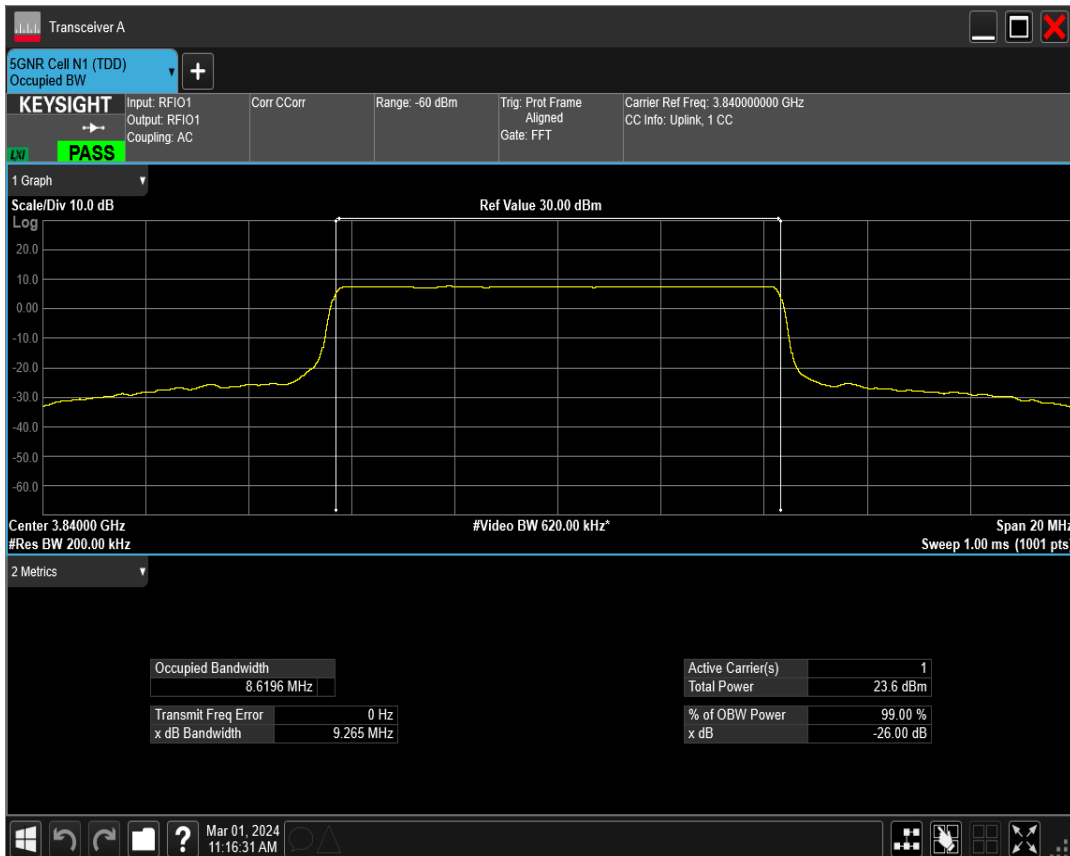 Transceiver A
5GNR Cell N1 (TDD)
Occupied BW
+
KEYSIGHT
LXI
PASS
Input: RFIO1
Output: RFIO1
Coupling: AC
Corr CCorr
Range: -60 dBm
Trig: Prot Frame
Aligned
Gate: FFT
Carrier Ref Freq: 3.840000000 GHz
CC Info: Uplink, 1 CC
1 Graph
Scale/Div 10.0 dB
Ref Value 30.00 dBm
Log
20.0
10.0
0.00
-10.0
-20.0
-30.0
-40.0
-50.0
-60.0
Center 3.84000 GHz
#Video BW 620.00 kHz*
Span 20 MHz
#Res BW 200.00 kHz
Sweep 1.00 ms (1001 pts)
2 Metrics
Occupied Bandwidth
8.6196 MHz
Transmit Freq Error 0 Hz
x dB Bandwidth 9.265 MHz
Active Carrier(s) 1
Total Power 23.6 dBm
% of OBW Power 99.00 %
x dB -26.00 dB
?
Mar 01, 2024
11:16:31 AM